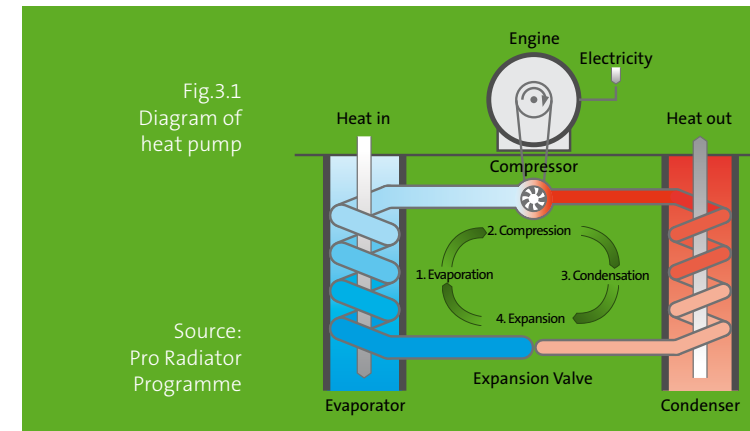 Fig.3.1
Diagram of
heat pump
Engine
Electricity
Heat in
Heat out
Compressor
2. Compression
1. Evaporation
3. Condensation
4. Expansion
Source:
Pro Radiator
Programme
Expansion Valve
Evaporator
Condenser